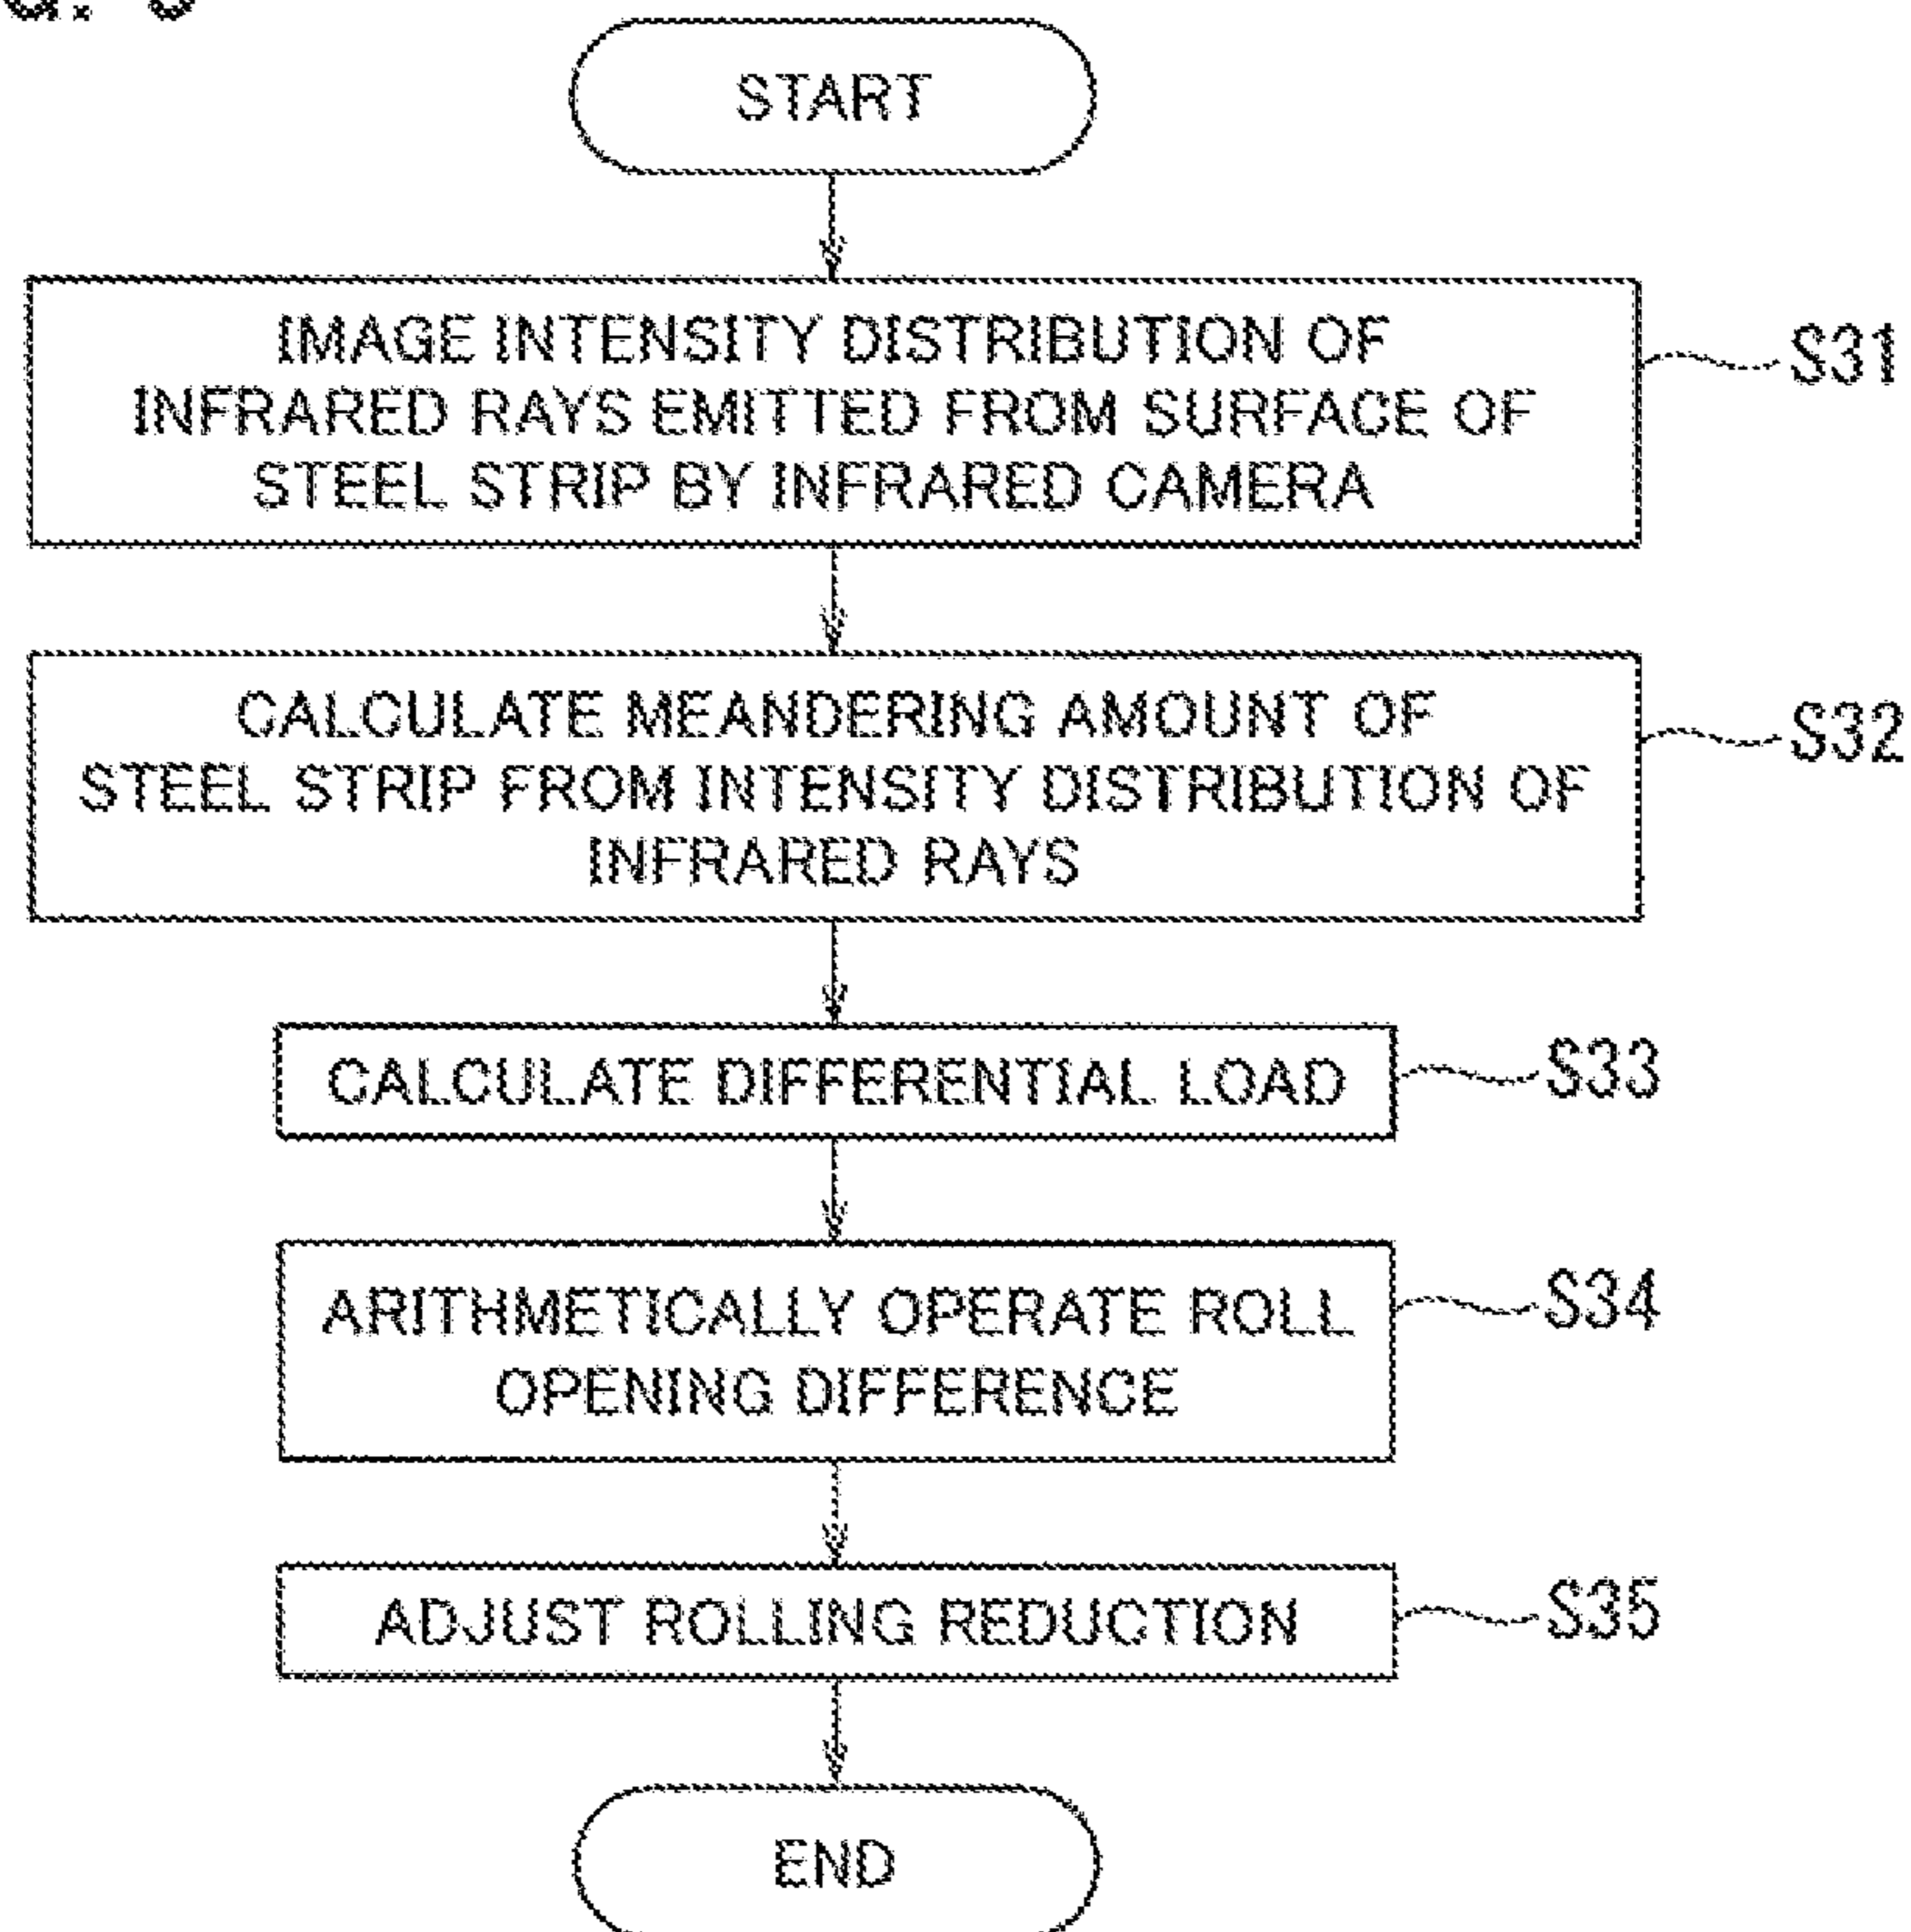 START
IMAGE INTENSITY DISTRIBUTION OF
INFRARED RAYS EMITTED FROM SURFACE OF
STEEL STRIP BY INFRARED CAMERA
S31
CALCULATE MEANDERING AMOUNT OF
STEEL STRIP FROM INTENSITY DISTRIBUTION OF
INFRARED RAYS
S32
CALCULATE DIFFERENTIAL LOAD
S33
ARITHMETICALLY OPERATE ROLL
OPENING DIFFERENCE
S34
ADJUST ROLLING REDUCTION
S35
END